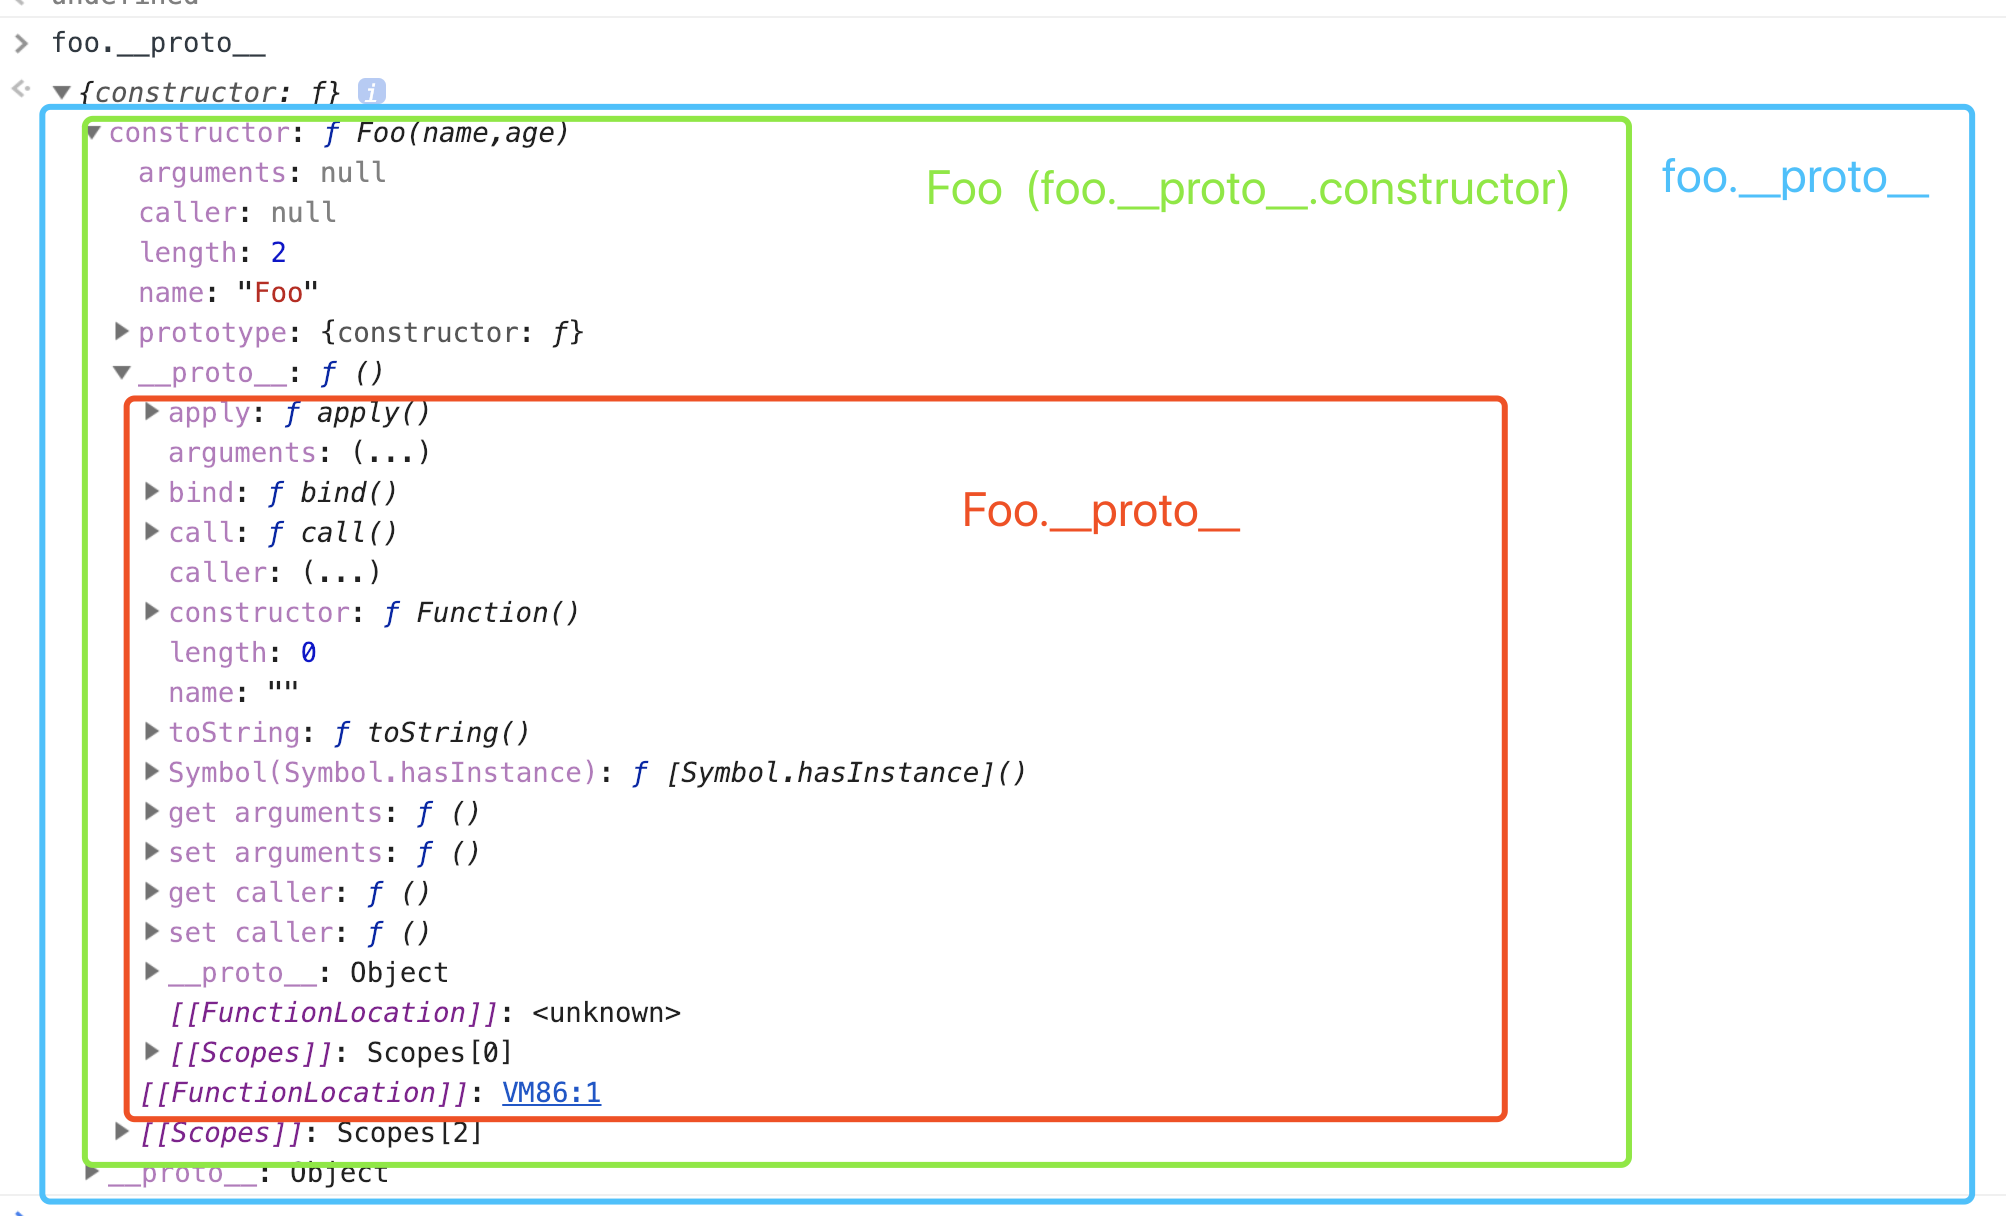 undefined
foo.__proto__
{constructor: ƒ} i
constructor: ƒ Foo(name,age)
arguments: null
Foo (foo.__proto__.constructor)
foo.__proto__
caller: null
length: 2
name: "Foo"
prototype: {constructor: ƒ}
__proto__: ƒ ()
apply: ƒ apply()
arguments: (...)
bind: ƒ bind()
Foo.__proto__
call: ƒ call()
caller: (...)
constructor: ƒ Function()
length: 0
name: ""
toString: ƒ toString()
Symbol(Symbol.hasInstance): ƒ [Symbol.hasInstance]()
get arguments: ƒ ()
set arguments: ƒ ()
get caller: ƒ ()
set caller: ƒ ()
__proto__: Object
[[FunctionLocation]]: <unknown>
[[Scopes]]: Scopes[0]
[[FunctionLocation]]: VM86:1
[[Scopes]]: Scopes[2]
__proto__: Object